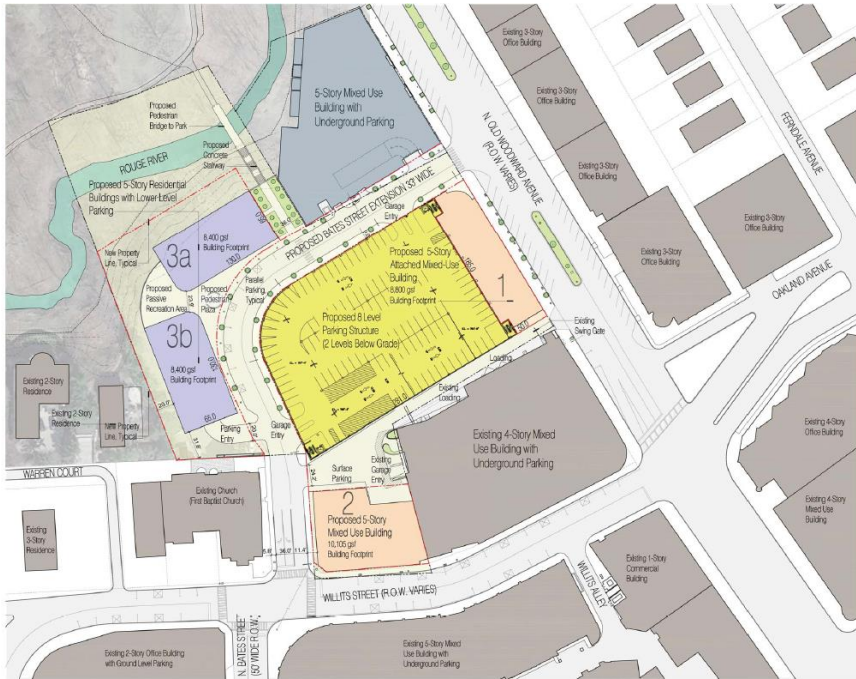 Existing 3-Story
Office Building
Existing 3-Story
Office Building
5-Story Mixed Use
Building with
Underground Parking
Proposed
Pedestrian
Bridge to Park
Proposed
Concrete
Stairway
ROUGE RIVER
Proposed 5-Story Residential
Buildings with Lower-Level
Parking
N. OLD WOODWARD AVENUE
(R.O.W. VARIES)
FERNDALE AVENUE
Existing 3-Story
Office Building
Existing 3-Story
Office Building
Existing 3-Story
Office Building
OAKLAND AVENUE
PROPOSED BATES STREET EXTENSION '33' WIDE
Garage
Entry
8,400 gsf
Building Footprint
3a
130.0
New Property
Line, Typical
Proposed
Passive
Recreation Area
Proposed
Pedestrian
Plaza
Parallel
Parking
Typical
Proposed 5-Story
Attached Mixed-Use
Building
8,800 gsf
Building Footprint
1
Proposed 8 Level
Parking Structure
(2 Levels Below Grade)
3b
8,400 gsf
Building Footprint
65.0
Existing
Swing Gate
Loading
Existing
Loading
Existing 2-Story
Residence
Existing 2-Story
Residence
New Property
Line, Typical
Parking
Entry
Garage
Entry
Existing
Garage
Entry
Surface
Parking
Existing 4-Story Mixed
Use Building with
Underground Parking
Existing 4-Story
Office Building
Existing 4-Story
Mixed Use
Building
WARREN COURT
Existing Church
(First Baptist Church)
Existing
3-Story
Residence
2
Proposed 5-Story
Mixed Use Building
10,105 gsf
Building Footprint
36.0
11.4'
WILLITS STREET (R.O.W. VARIES)
WILLITS ALLEY
Existing 1-Story
Commercial
Building
N. BATES STREET
(50' WIDE R.O.W.)
Existing 2-Story Office Building
with Ground Level Parking
Existing 5-Story Mixed
Use Building with
Underground Parking